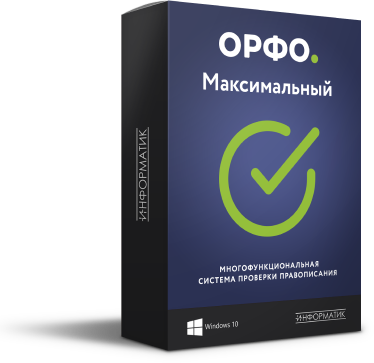 ОРФО.
Максимальный
МНОГОФУНКЦИОНАЛЬНАЯ
СИСТЕМА ПРОВЕРКИ ПРАВОПИСАНИЯ
Windows 10
ИНФОРМАТИК
ИНФОРМАТИК